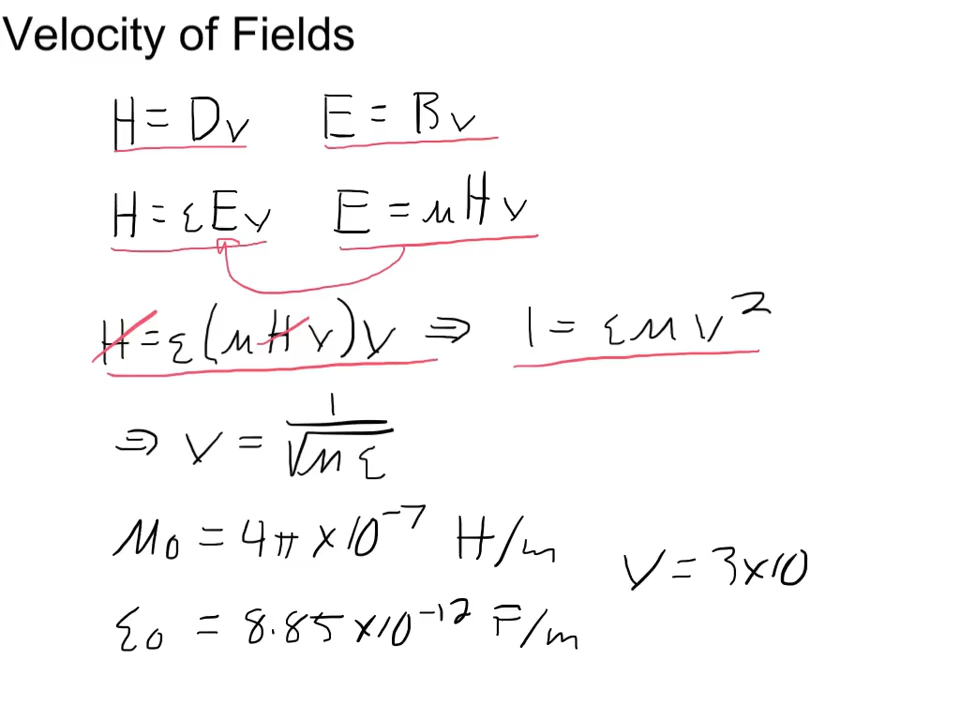 Velocity of Fields
H = Dv E = Bv
H = εEv E = μHv
H = ε(μHv)v ⇒ 1 = εμv²
⇒ v = 1/√με
μ₀ = 4π×10⁻⁷ H/m
v = 3×10
ε₀ = 8.85×10⁻¹² F/m